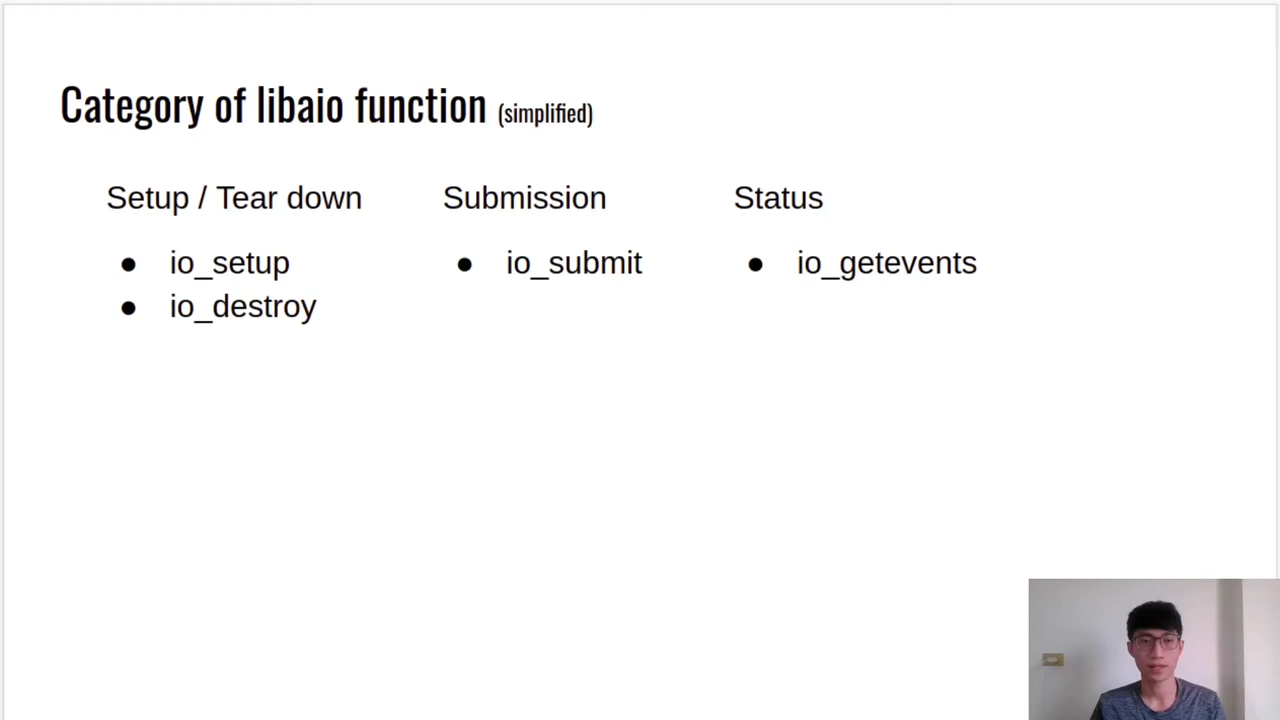 Category of libaio function (simplified)
Setup / Tear down
● io_setup
● io_destroy
Submission
● io_submit
Status
● io_getevents